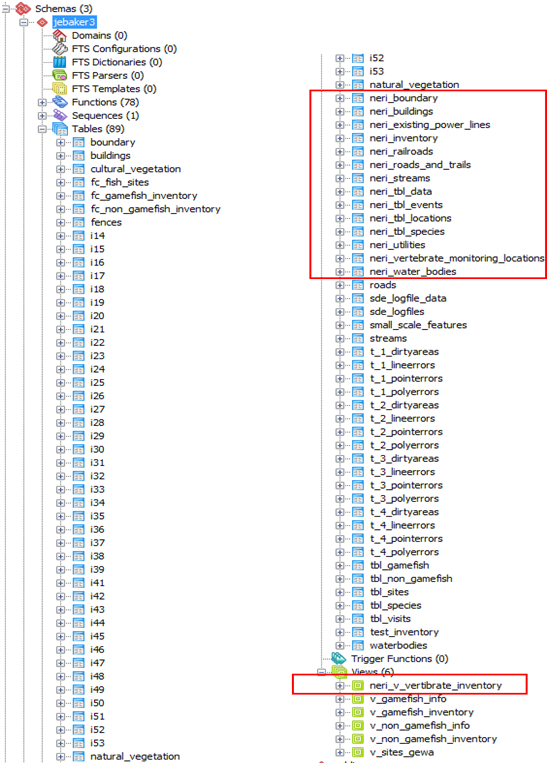 Schemas (3)
jebaker3
Domains (0)
FTS Configurations (0)
FTS Dictionaries (0)
FTS Parsers (0)
FTS Templates (0)
Functions (78)
Sequences (1)
Tables (89)
boundary
buildings
cultural_vegetation
fc_fish_sites
fc_gamefish_inventory
fc_non_gamefish_inventory
fences
i14
i15
i16
i17
i18
i19
i20
i21
i22
i23
i24
i25
i26
i27
i28
i29
i30
i31
i32
i33
i34
i35
i36
i37
i38
i39
i41
i42
i43
i44
i45
i46
i47
i48
i49
i50
i51
i52
i53
natural_vegetation
i52
i53
natural_vegetation
neri_boundary
neri_buildings
neri_existing_power_lines
neri_inventory
neri_railroads
neri_roads_and_trails
neri_streams
neri_tbl_data
neri_tbl_events
neri_tbl_locations
neri_tbl_species
neri_utilities
neri_vertebrate_monitoring_locations
neri_water_bodies
roads
sde_logfile_data
sde_logfiles
small_scale_features
streams
t_1_dirtyareas
t_1_lineerrors
t_1_pointerrors
t_1_polyerrors
t_2_dirtyareas
t_2_lineerrors
t_2_pointerrors
t_2_polyerrors
t_3_dirtyareas
t_3_lineerrors
t_3_pointerrors
t_3_polyerrors
t_4_dirtyareas
t_4_lineerrors
t_4_pointerrors
t_4_polyerrors
tbl_gamefish
tbl_non_gamefish
tbl_sites
tbl_species
tbl_visits
test_inventory
waterbodies
Trigger Functions (0)
Views (6)
neri_v_vertibrate_inventory
v_gamefish_info
v_gamefish_inventory
v_non_gamefish_info
v_non_gamefish_inventory
v_sites_gewa